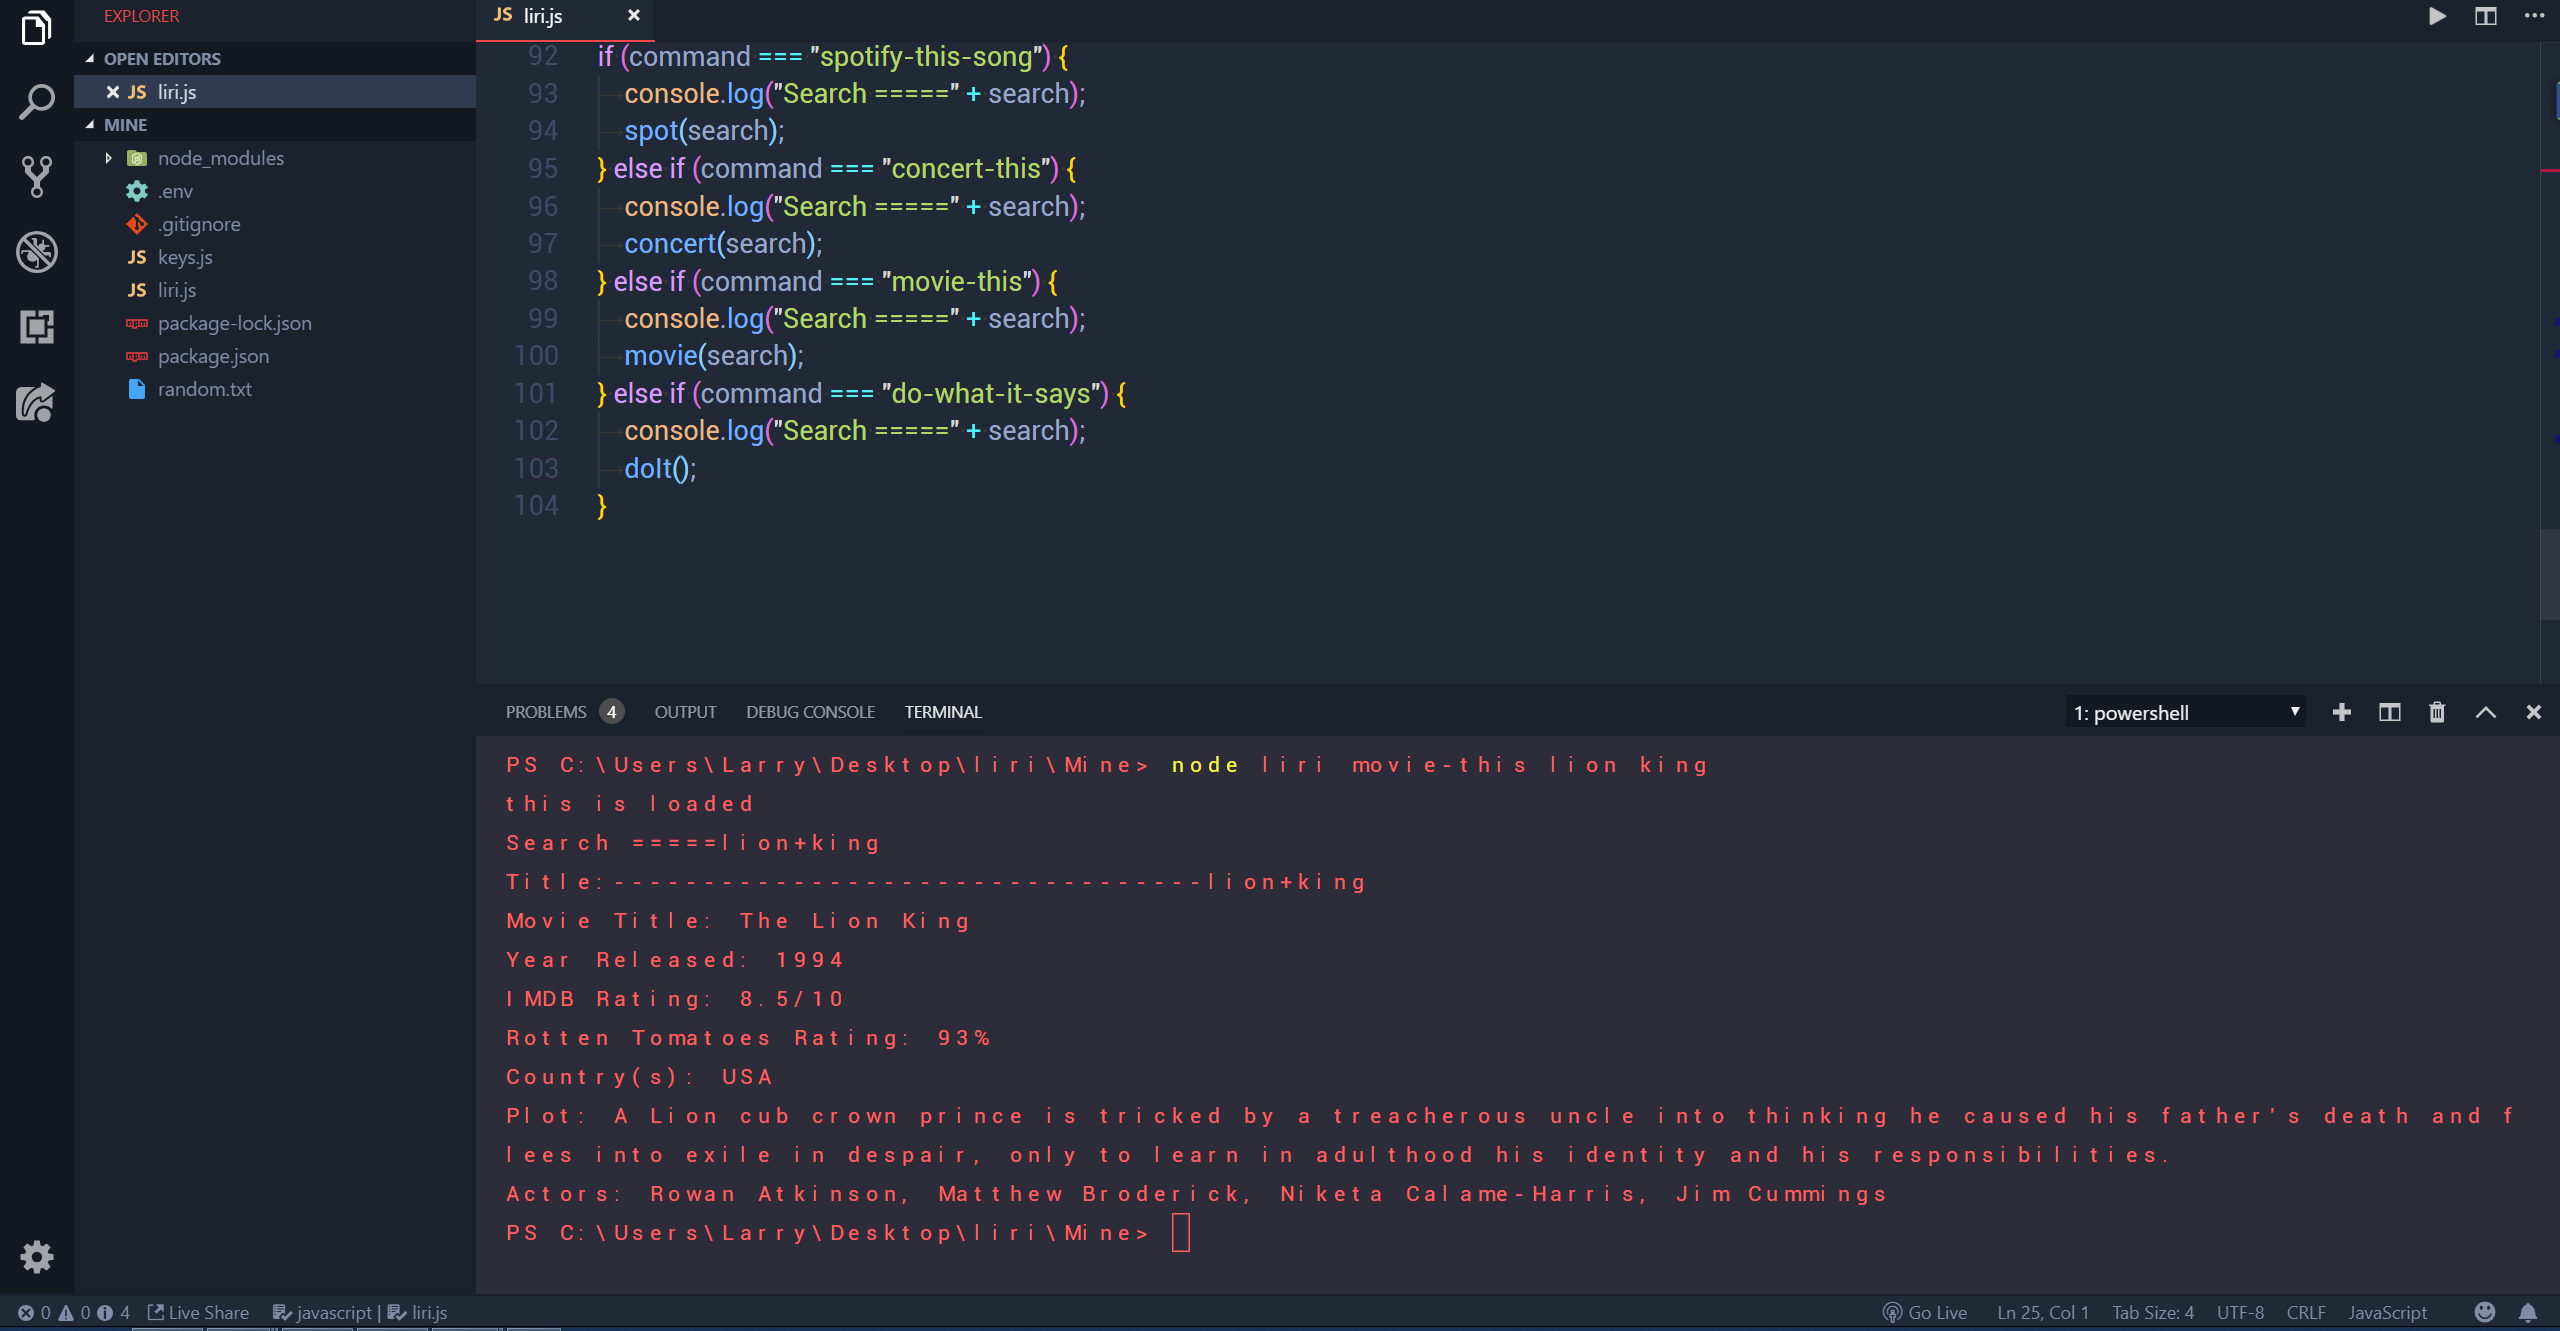 EXPLORER
OPEN EDITORS
JS liri.js
MINE
node_modules
.env
.gitignore
JS keys.js
JS liri.js
npm package-lock.json
npm package.json
random.txt
JS liri.js
92 if (command === "spotify-this-song") {
93 console.log("Search =====" + search);
94 spot(search);
95 } else if (command === "concert-this") {
96 console.log("Search =====" + search);
97 concert(search);
98 } else if (command === "movie-this") {
99 console.log("Search =====" + search);
100 movie(search);
101 } else if (command === "do-what-it-says") {
102 console.log("Search =====" + search);
103 doIt();
104 }
PROBLEMS 4 OUTPUT DEBUG CONSOLE TERMINAL 1: powershell
PS C:\Users\Larry\Desktop\liri\Mine> node liri movie-this lion king
this is loaded
Search =====lion+king
Title:---------------------------------lion+king
Movie Title: The Lion King
Year Released: 1994
IMDB Rating: 8.5/10
Rotten Tomatoes Rating: 93%
Country(s): USA
Plot: A Lion cub crown prince is tricked by a treacherous uncle into thinking he caused his father's death and f
lees into exile in despair, only to learn in adulthood his identity and his responsibilities.
Actors: Rowan Atkinson, Matthew Broderick, Niketa Calame-Harris, Jim Cummings
PS C:\Users\Larry\Desktop\liri\Mine>
0 0 4 Live Share javascript | liri.js Go Live Ln 25, Col 1 Tab Size: 4 UTF-8 CRLF JavaScript